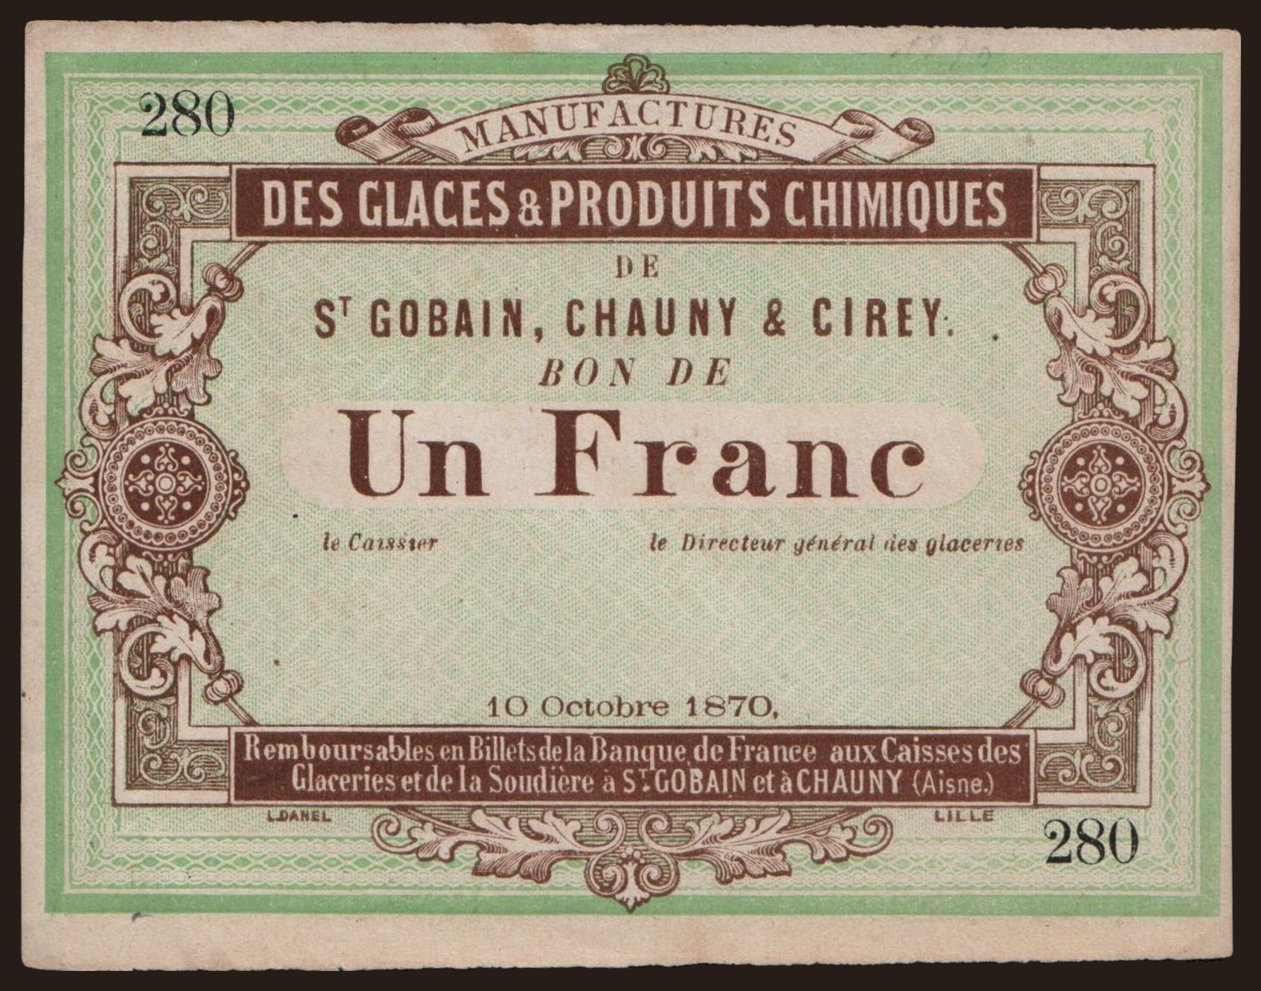 1870
280
MANUFACTURES
DES GLACES & PRODUITS CHIMIQUES
DE
ST GOBAIN, CHAUNY & CIREY.
BON DE
Un Franc
le Caissier
le Directeur général des glaceries
10 Octobre 1870,
Remboursables en Billets de la Banque de France aux Caisses des
Glaceries et de la Soudière à ST. GOBAIN et à CHAUNY (Aisne.)
L.DANEL
LILLE
280